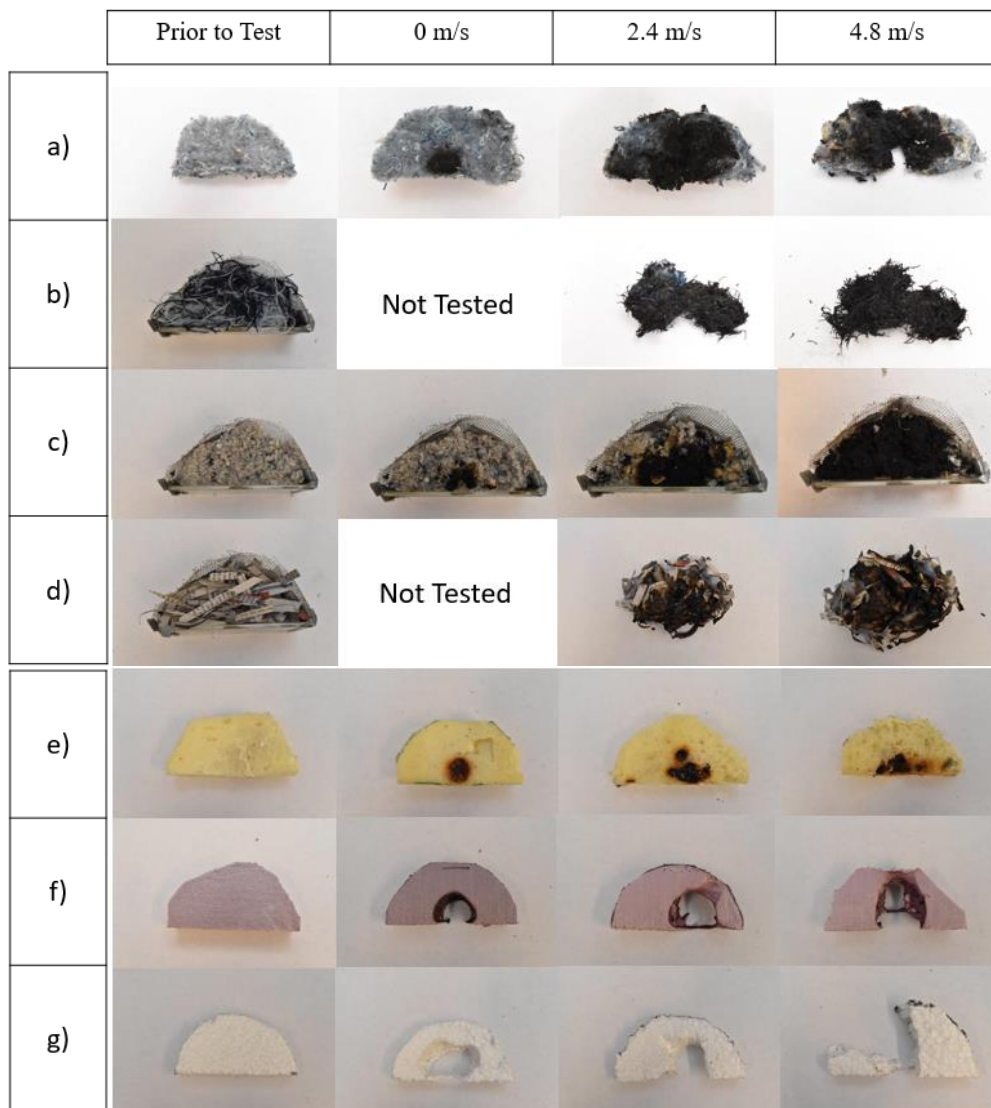 Prior to Test 0 m/s 2.4 m/s 4.8 m/s
a)
b) Not Tested
c)
d) Not Tested
e)
f)
g)